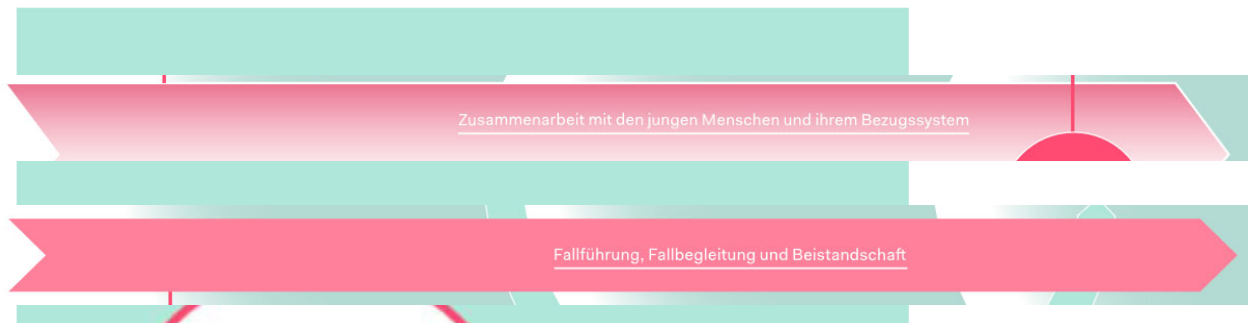 Zusammenarbeit mit den jungen Menschen und ihrem Bezugssystem
Fallführung, Fallbegleitung und Beistandschaft